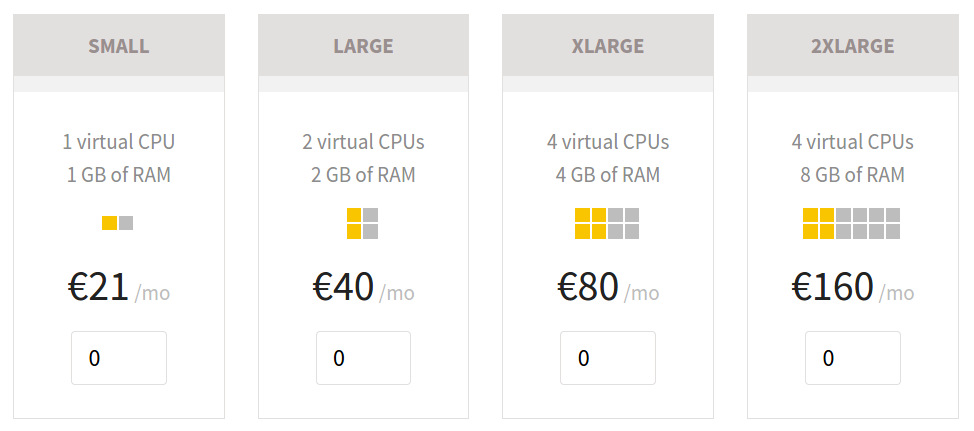 SMALL
1 virtual CPU
1 GB of RAM
€21 /mo
0
LARGE
2 virtual CPUs
2 GB of RAM
€40 /mo
0
XLARGE
4 virtual CPUs
4 GB of RAM
€80 /mo
0
2XLARGE
4 virtual CPUs
8 GB of RAM
€160 /mo
0